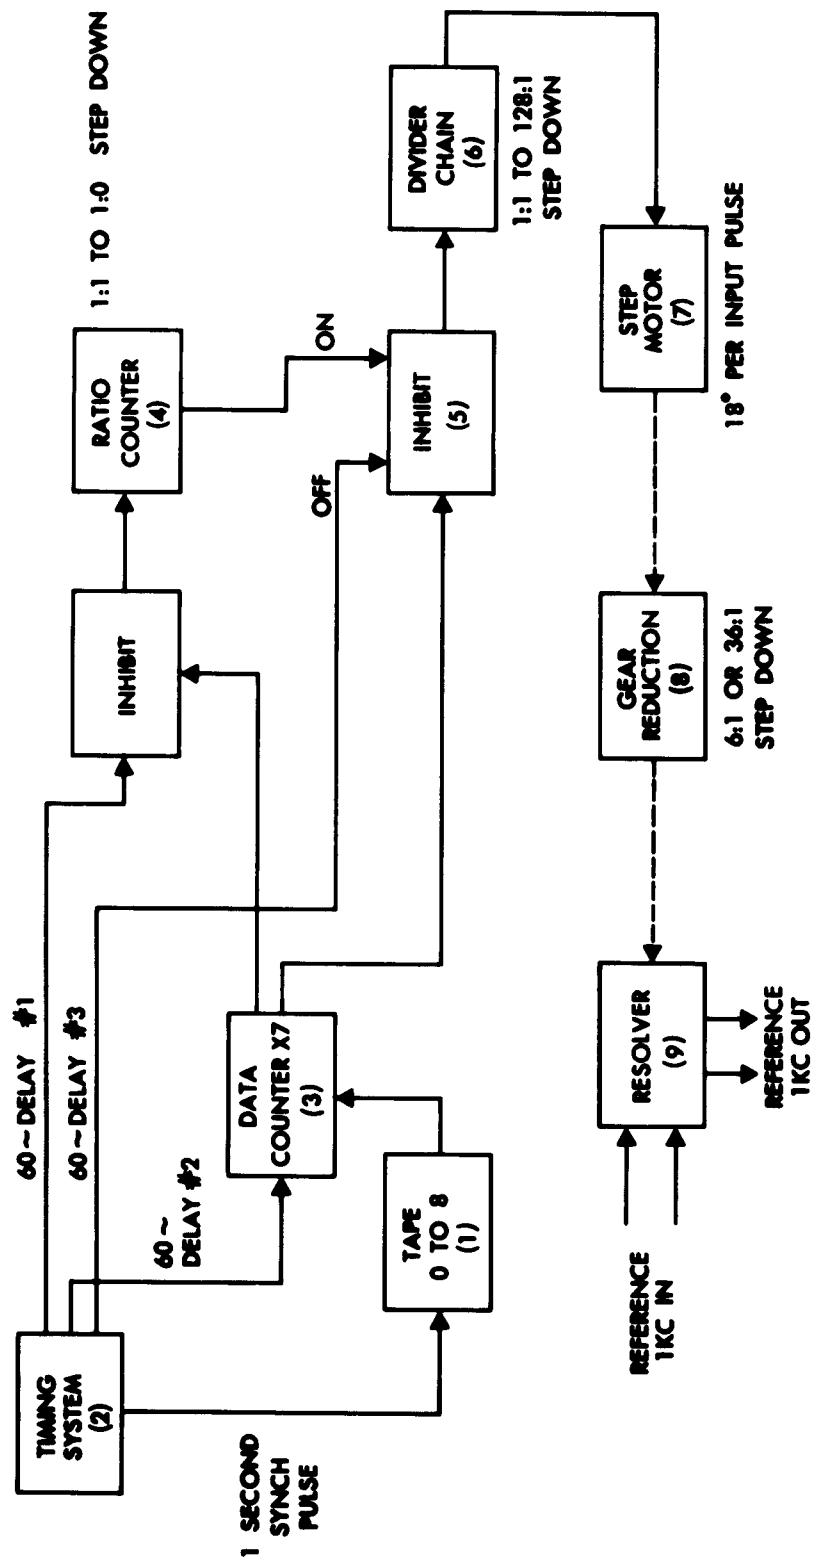 TIMING
SYSTEM
(2)
60~DELAY #1
60~DELAY #3
60~
DELAY #2
1 SECOND
SYNCH
PULSE
TAPE
0 TO 8
(1)
DATA
COUNTER X7
(3)
INHIBIT
RATIO
COUNTER
(4)
1:1 TO 1:0 STEP DOWN
OFF
ON
INHIBIT
(5)
DIVIDER
CHAIN
(6)
1:1 TO 128:1
STEP DOWN
STEP
MOTOR
(7)
18° PER INPUT PULSE
GEAR
REDUCTION
(8)
6:1 OR 36:1
STEP DOWN
RESOLVER
(9)
REFERENCE
1KC IN
REFERENCE
1KC OUT